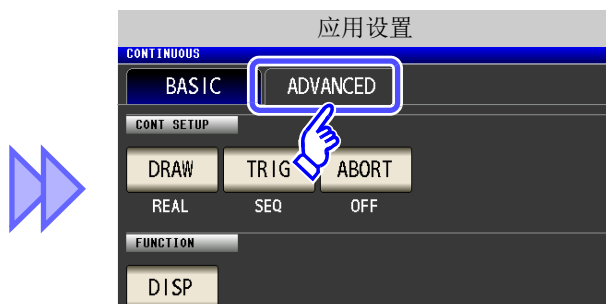 应用设置
CONTINUOUS
BASIC ADVANCED
CONT SETUP
DRAW TRIG ABORT
REAL SEQ OFF
FUNCTION
DISP